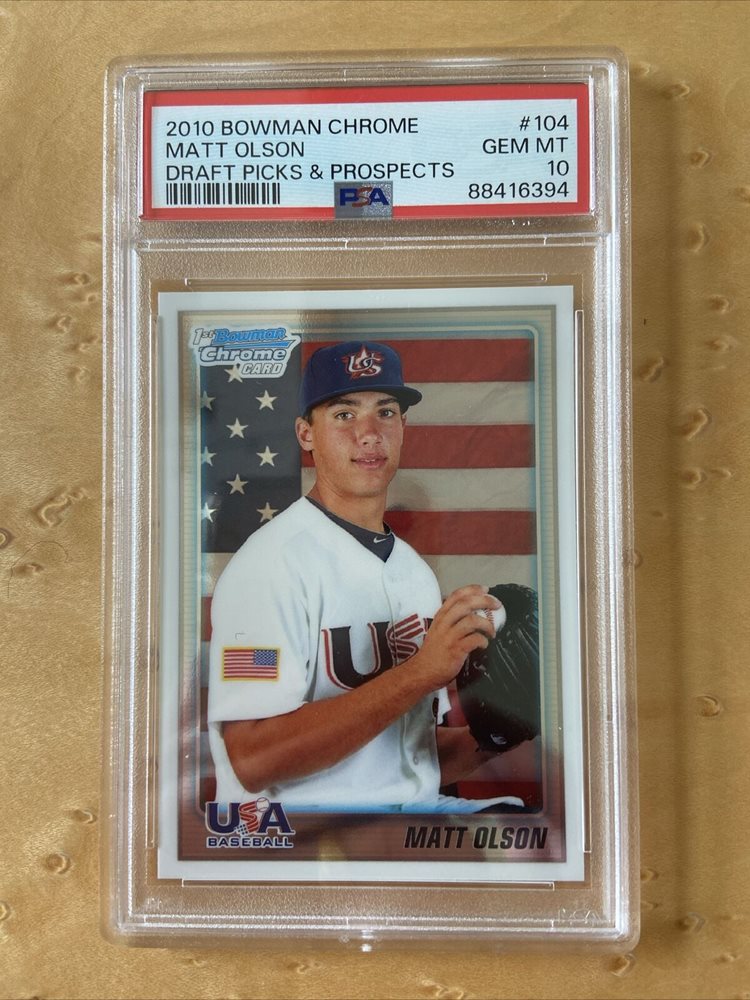 2010 BOWMAN CHROME #104
MATT OLSON GEM MT
DRAFT PICKS & PROSPECTS 10
PSA 88416394
1st Bowman
Chrome
CARD
US
USA
USA
BASEBALL
MATT OLSON